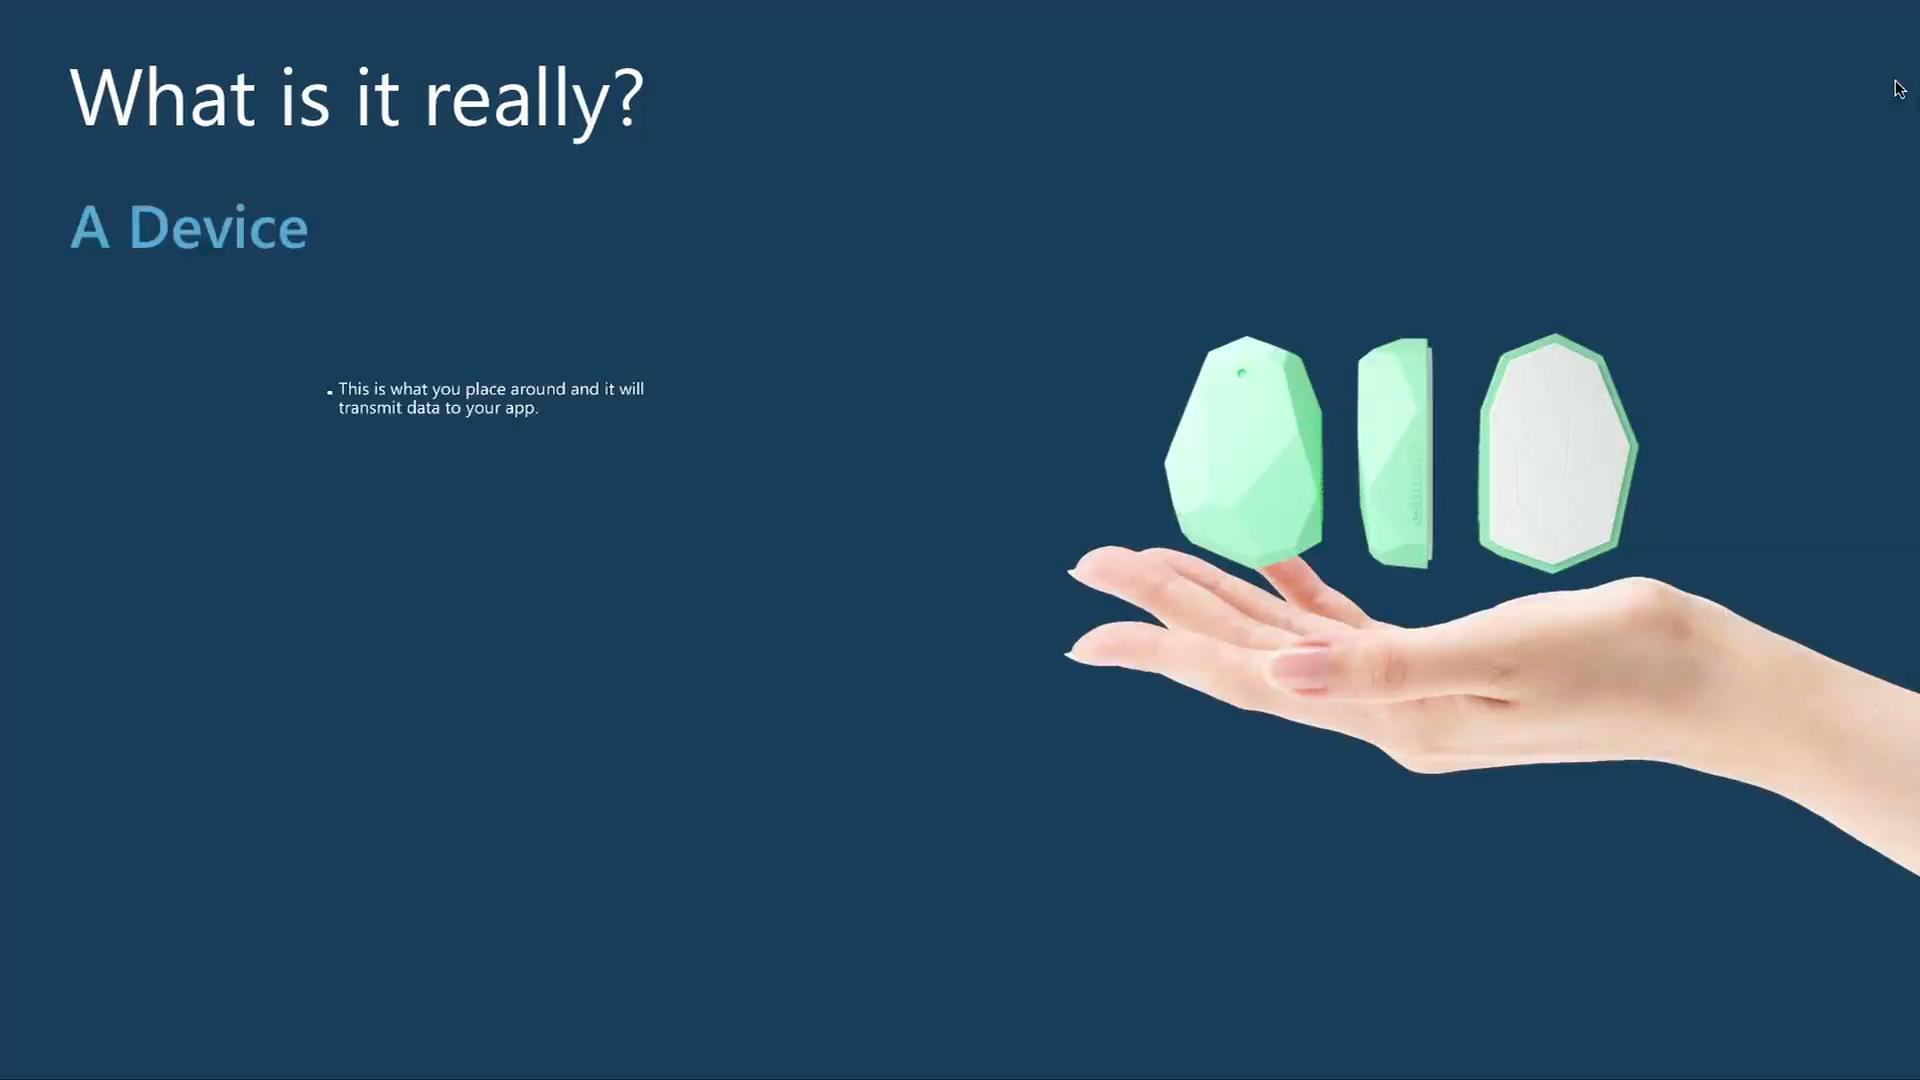 What is it really?
A Device
This is what you place around and it will
transmit data to your app.